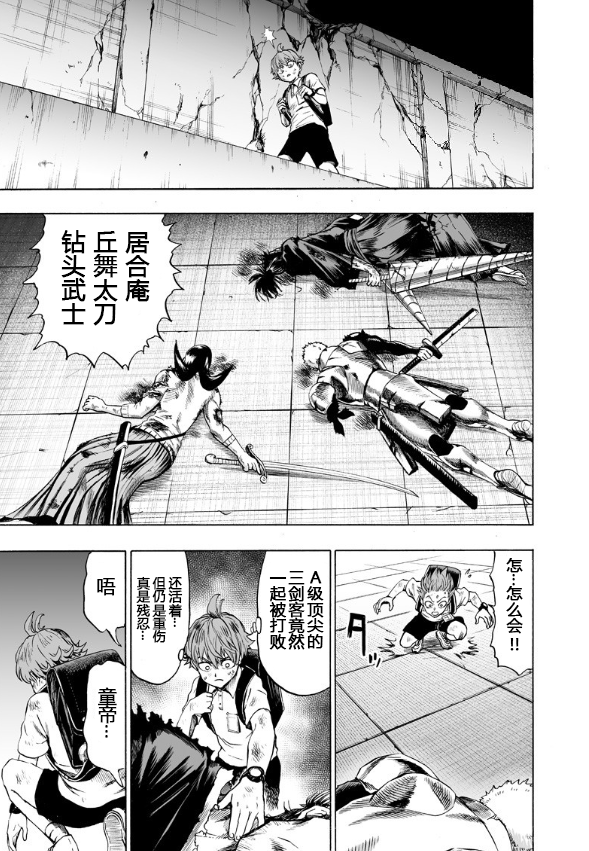 居合庵
丘舞太刀
钻头武士
怎…怎么会!!
ダッ
A级顶尖的
三剑客竟然
一起被打败
还活着…
但仍是重伤
真是残忍…
唔
童帝…